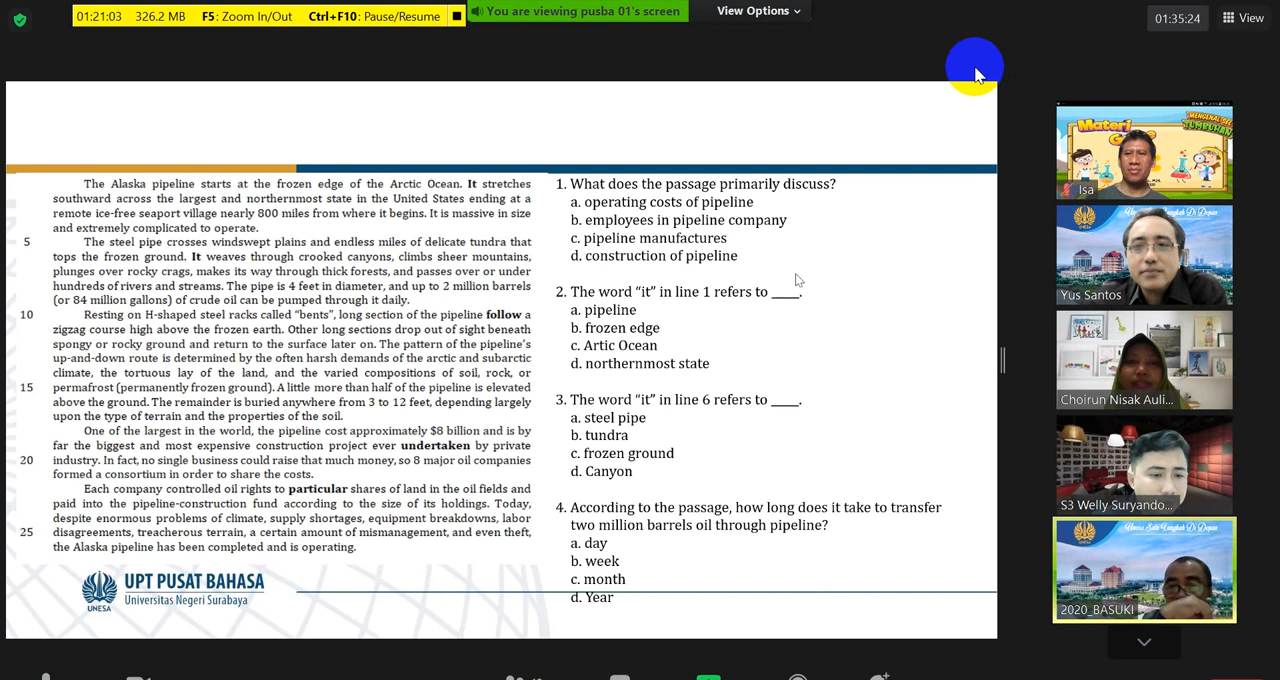 01:21:03 326.2 MB F5: Zoom In/Out Ctrl+F10: Pause/Resume
You are viewing pusba 01's screen
View Options
01:35:24
View
The Alaska pipeline starts at the frozen edge of the Arctic Ocean. It stretches
southward across the largest and northernmost state in the United States ending at a
remote ice-free seaport village nearly 800 miles from where it begins. It is massive in size
and extremely complicated to operate.
5 The steel pipe crosses windswept plains and endless miles of delicate tundra that
tops the frozen ground. It weaves through crooked canyons, climbs sheer mountains,
plunges over rocky crags, makes its way through thick forests, and passes over or under
hundreds of rivers and streams. The pipe is 4 feet in diameter, and up to 2 million barrels
(or 84 million gallons) of crude oil can be pumped through it daily.
10 Resting on H-shaped steel racks called "bents", long section of the pipeline follow a
zigzag course high above the frozen earth. Other long sections drop out of sight beneath
spongy or rocky ground and return to the surface later on. The pattern of the pipeline's
up-and-down route is determined by the often harsh demands of the arctic and subarctic
climate, the tortuous lay of the land, and the varied compositions of soil, rock, or
15 permafrost (permanently frozen ground). A little more than half of the pipeline is elevated
above the ground. The remainder is buried anywhere from 3 to 12 feet, depending largely
upon the type of terrain and the properties of the soil.
One of the largest in the world, the pipeline cost approximately $8 billion and is by
far the biggest and most expensive construction project ever undertaken by private
20 industry. In fact, no single business could raise that much money, so 8 major oil companies
formed a consortium in order to share the costs.
Each company controlled oil rights to particular shares of land in the oil fields and
paid into the pipeline-construction fund according to the size of its holdings. Today,
despite enormous problems of climate, supply shortages, equipment breakdowns, labor
25 disagreements, treacherous terrain, a certain amount of mismanagement, and even theft,
the Alaska pipeline has been completed and is operating.
UNESA
UPT PUSAT BAHASA
Universitas Negeri Surabaya
1. What does the passage primarily discuss?
a. operating costs of pipeline
b. employees in pipeline company
c. pipeline manufactures
d. construction of pipeline
2. The word "it" in line 1 refers to ____.
a. pipeline
b. frozen edge
c. Artic Ocean
d. northernmost state
3. The word "it" in line 6 refers to ____.
a. steel pipe
b. tundra
c. frozen ground
d. Canyon
4. According to the passage, how long does it take to transfer
two million barrels oil through pipeline?
a. day
b. week
c. month
d. Year
Materi
Isa
Yus Santos
Choirun Nisak Auli...
S3 Welly Suryando...
2020_BASUKI